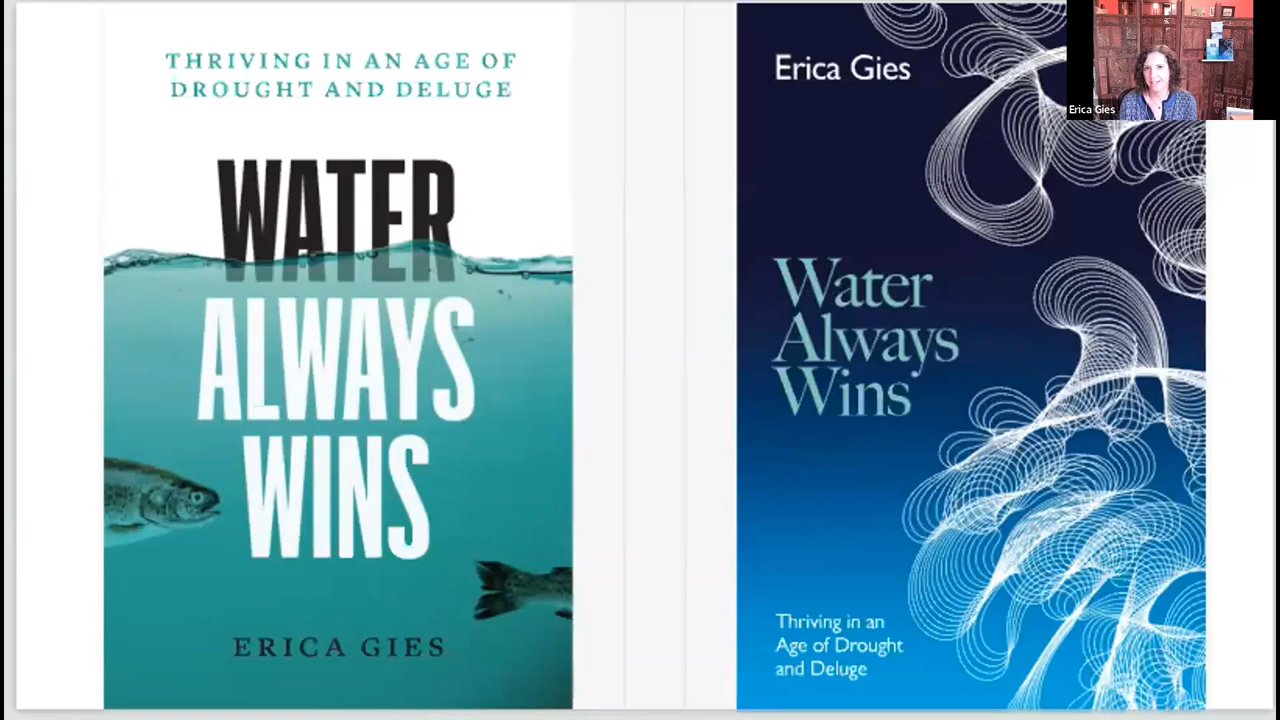 THRIVING IN AN AGE OF
DROUGHT AND DELUGE
WATER
ALWAYS
WINS
ERICA GIES
Erica Gies
Water
Always
Wins
Thriving in an
Age of Drought
and Deluge
Erica Gies